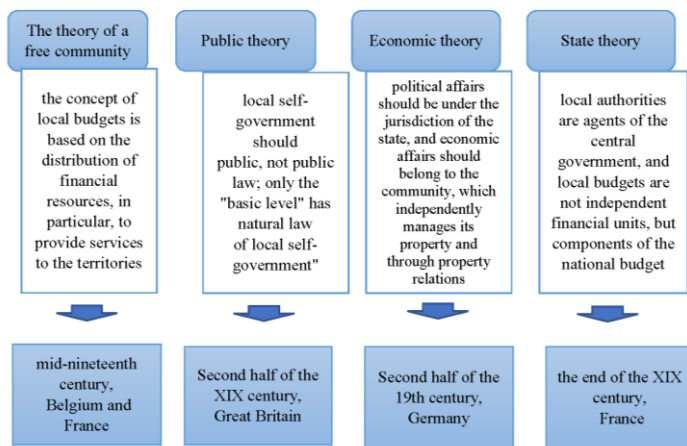 The theory of a
free community
the concept of
local budgets is
based on the
distribution of
financial
resources, in
particular, to
provide services
to the territories
mid-nineteenth
century,
Belgium and
France
Public theory
local self-
government
should
public, not public
law; only the
"basic level" has
natural law
of local self-
government"
Second half of the
XIX century,
Great Britain
Economic theory
political affairs
should be under the
jurisdiction of the
state, and economic
affairs should
belong to the
community, which
independently
manages its
property and
through property
relations
Second half of the
19th century,
Germany
State theory
local authorities
are agents of the
central
government, and
local budgets are
not independent
financial units, but
components of the
national budget
the end of the XIX
century,
France